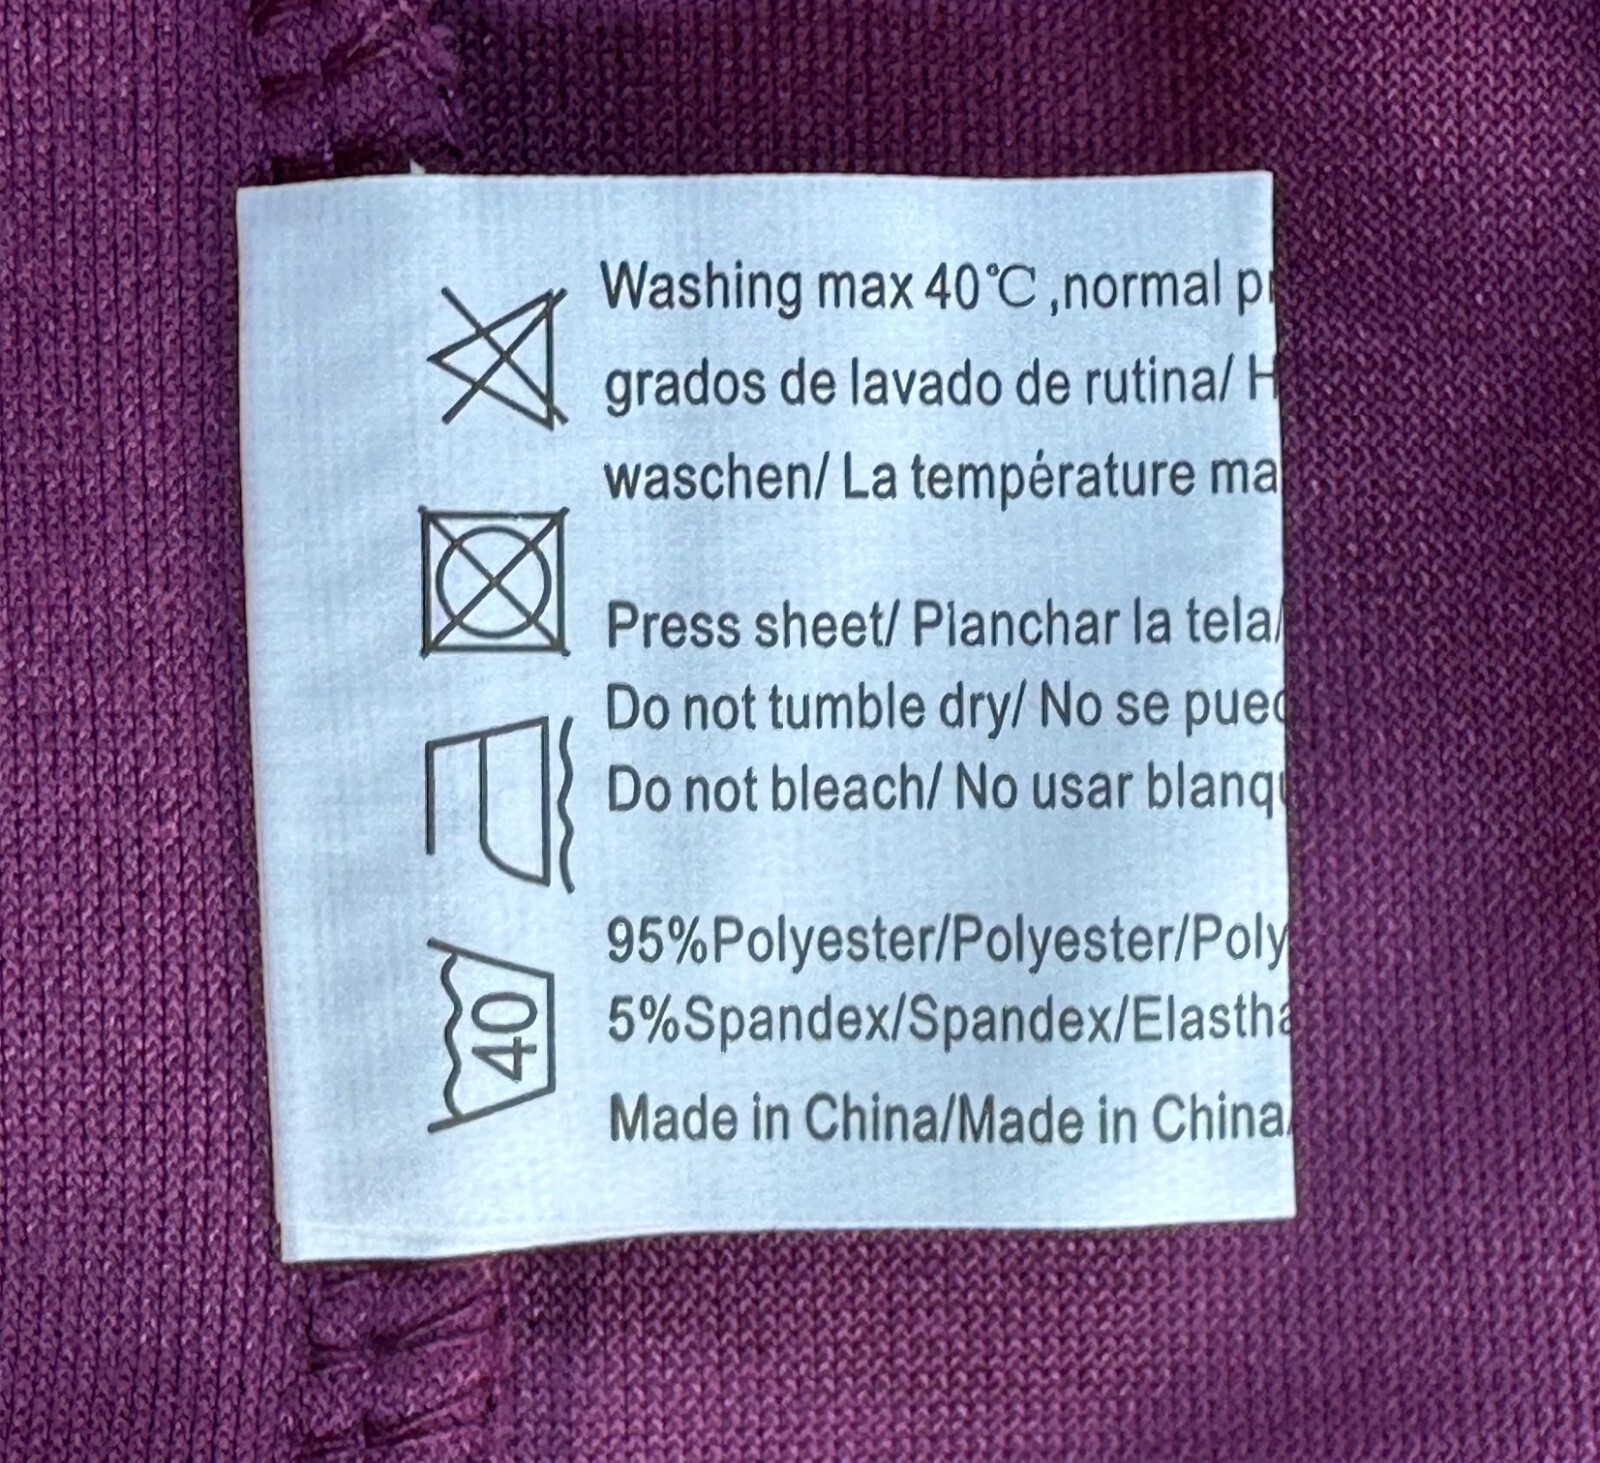 Washing max 40°C ,normal
grados de lavado de rutina/
waschen/ La température
Press sheet/ Planchar la tela/
Do not tumble dry/ No se
Do not bleach/ No usar
95%Polyester/Polyester/Poly
5%Spandex/Spandex/Elastha
Made in China/Made in China/
40